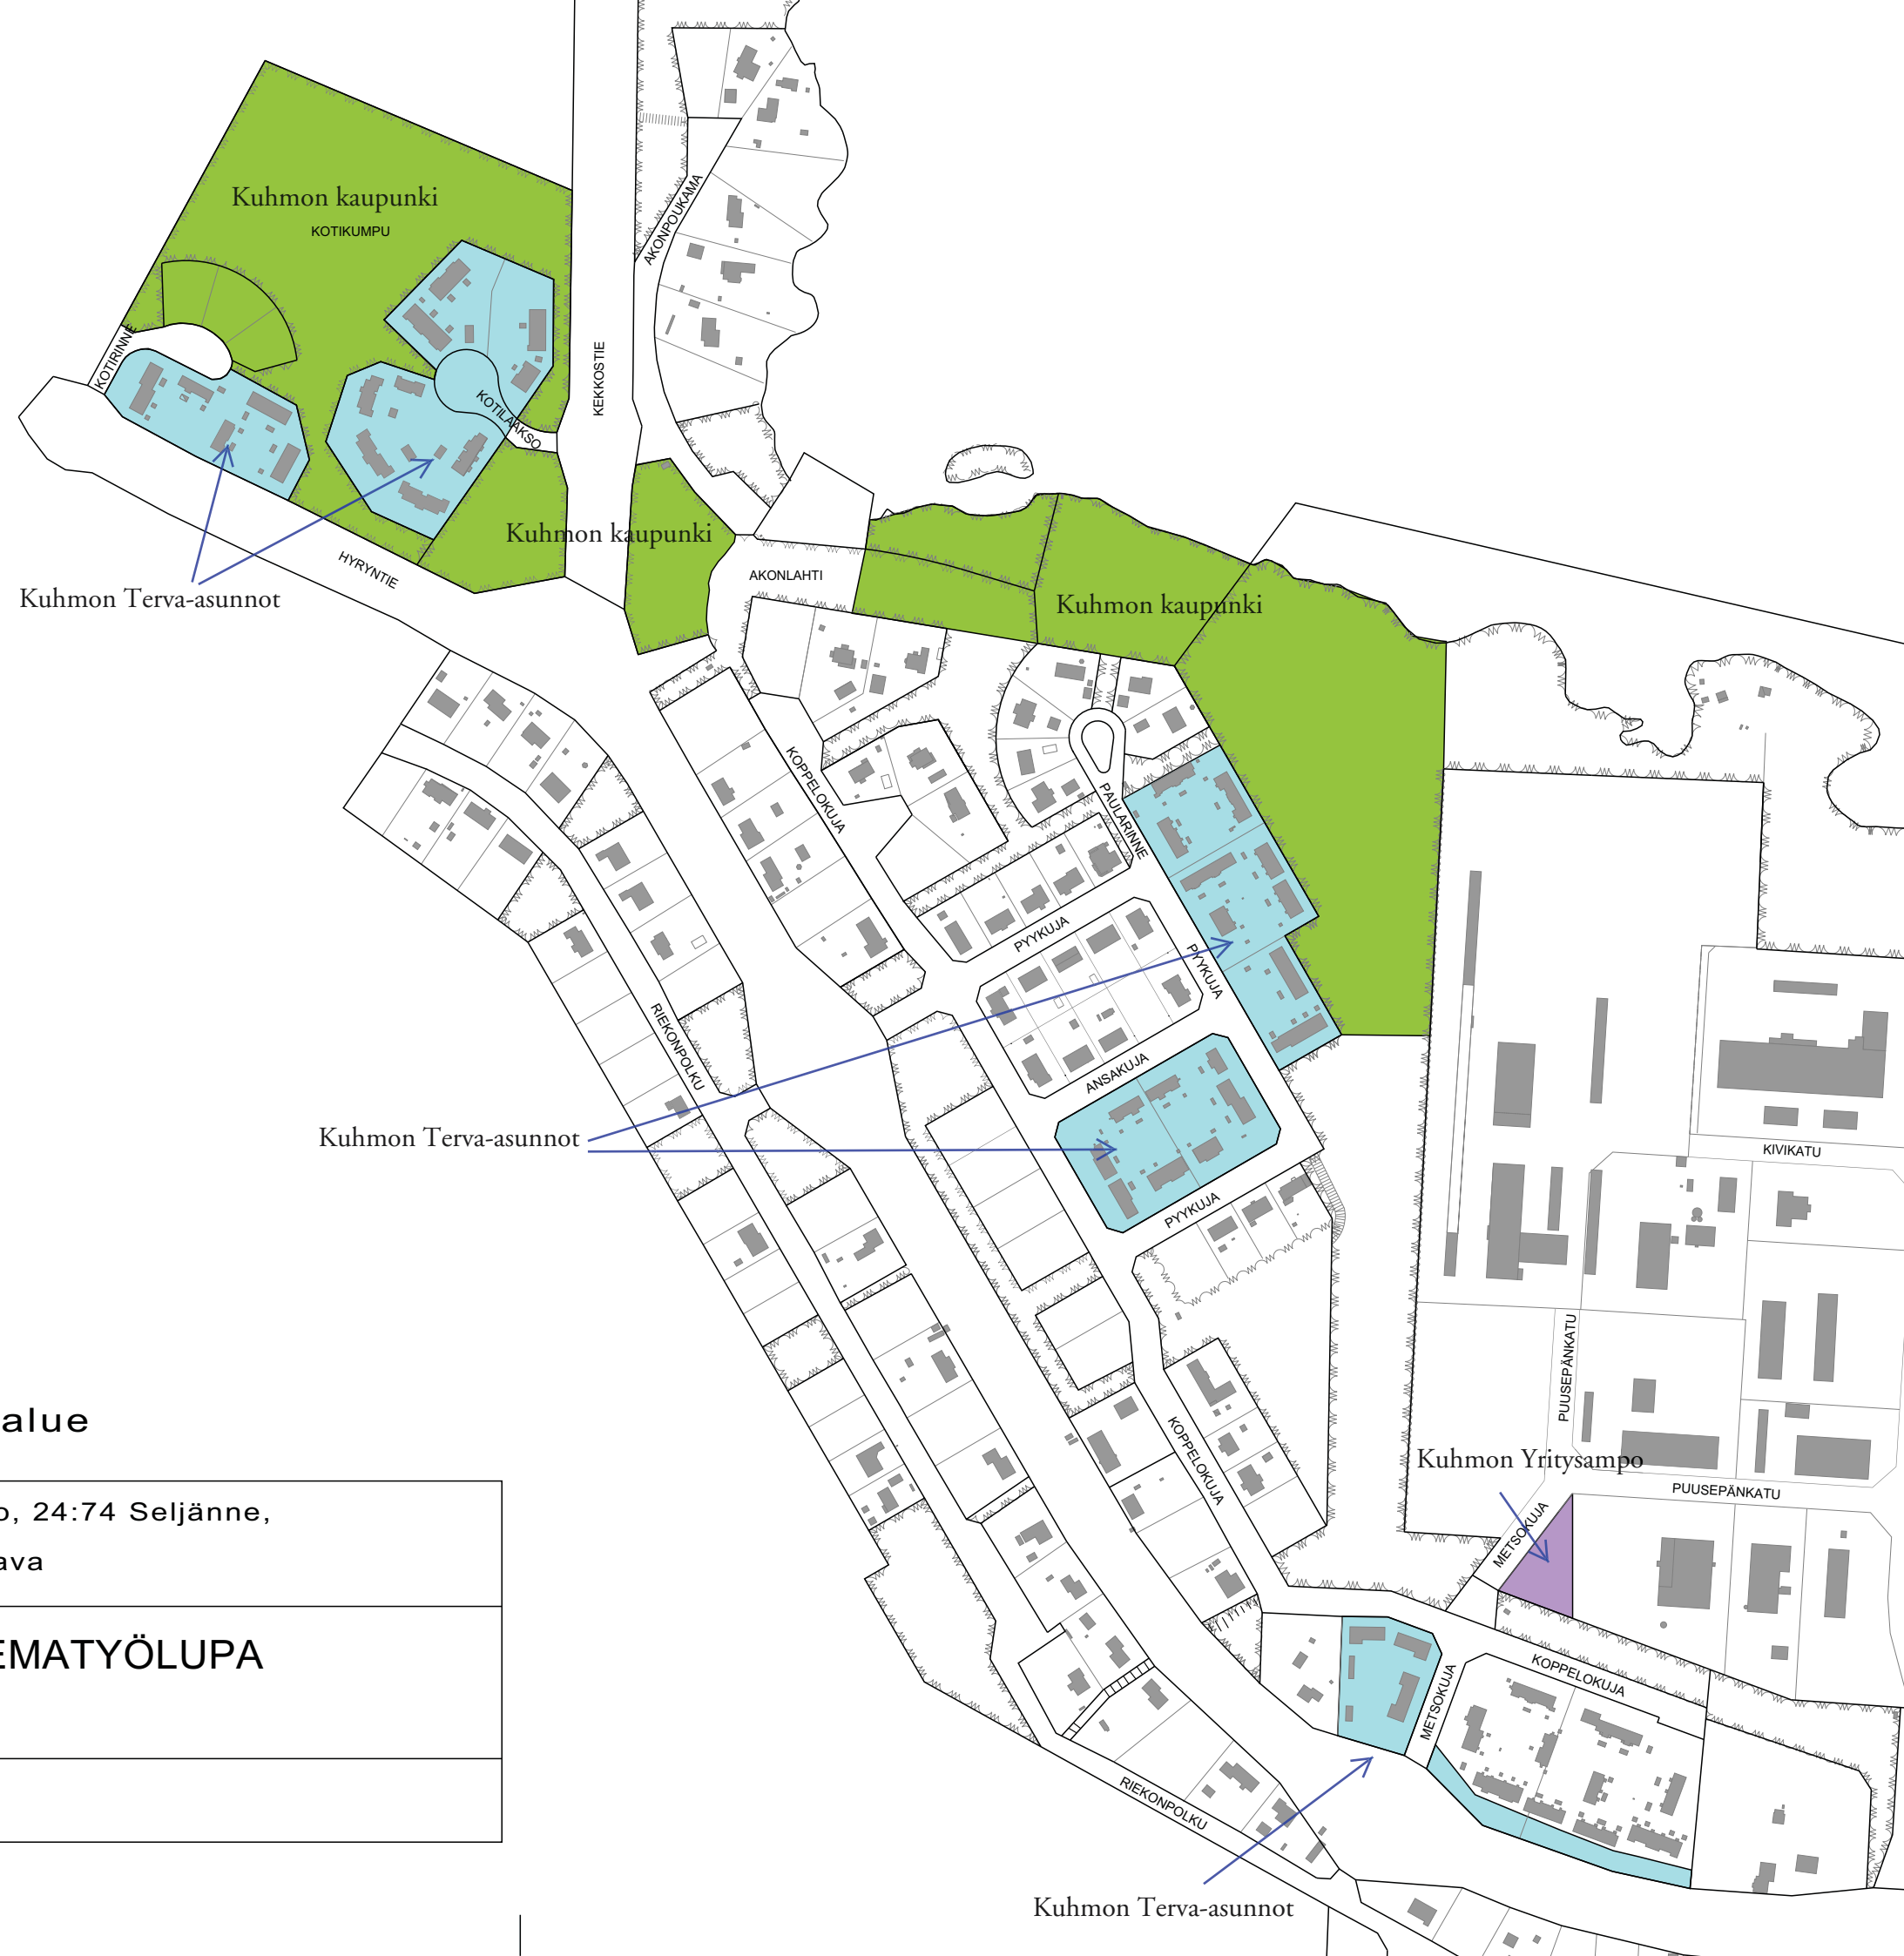 Kuhmon kaupunki
KOTIKUMPU
AKONPOUKAMA
KOTIRINNE
KEKKOSTIE
KOTILAAKSO
Kuhmon kaupunki
HYRYNTIE
AKONLAHTI
Kuhmon Terva-asunnot
Kuhmon kaupunki
KOPPELOKUJA
PAULARINNE
PYYKUJA
PYYKUJA
RIEKONPOLKU
ANSAKUJA
Kuhmon Terva-asunnot
KIVIKATU
PYYKUJA
PUUSEPÄNKATU
alue
KOPPELOKUJA
Kuhmon Yritysampo
PUUSEPÄNKATU
o, 24:74 Seljänne,
METSOKUJA
ava
EMATYÖLUPA
KOPPELOKUJA
METSOKUJA
RIEKONPOLKU
Kuhmon Terva-asunnot